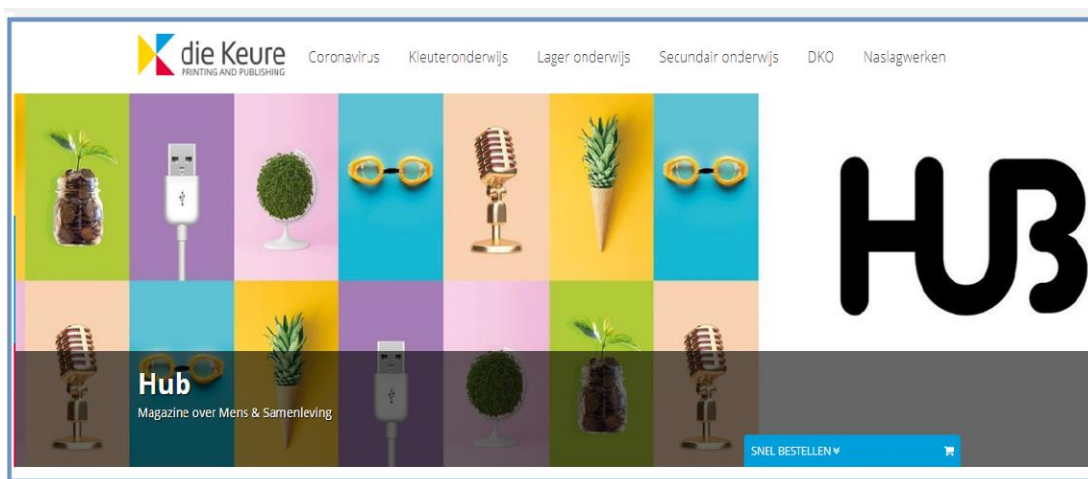 die Keure
PRINTING AND PUBLISHING
Coronavirus Kleuteronderwijs Lager onderwijs Secundair onderwijs DKO Naslagwerken
HUB
Hub
Magazine over Mens & Samenleving
SNEL BESTELLEN